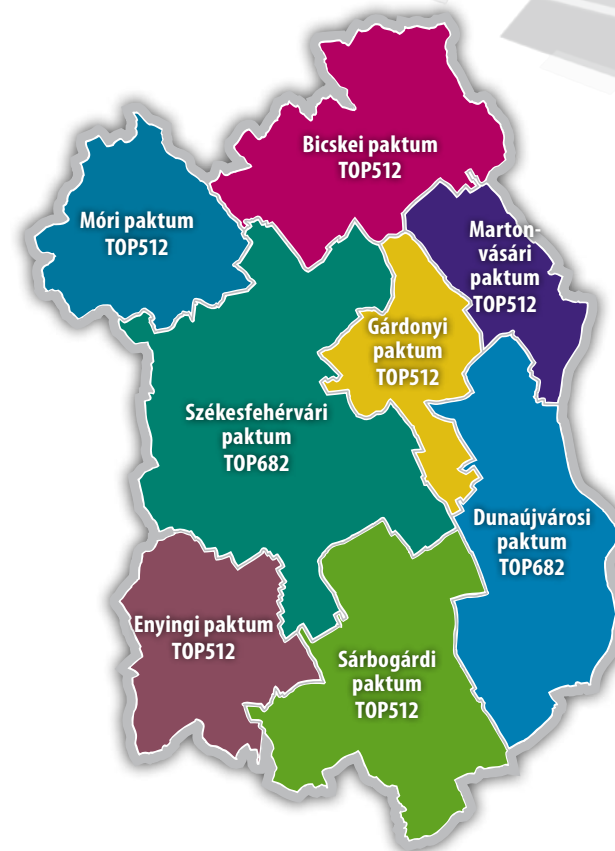 Bicskei paktum
TOP512
Móri paktum
TOP512
Marton-
vásári
paktum
TOP512
Gárdonyi
paktum
TOP512
Székesfehérvári
paktum
TOP682
Dunaújvárosi
paktum
TOP682
Enyingi paktum
TOP512
Sárbogárdi
paktum
TOP512